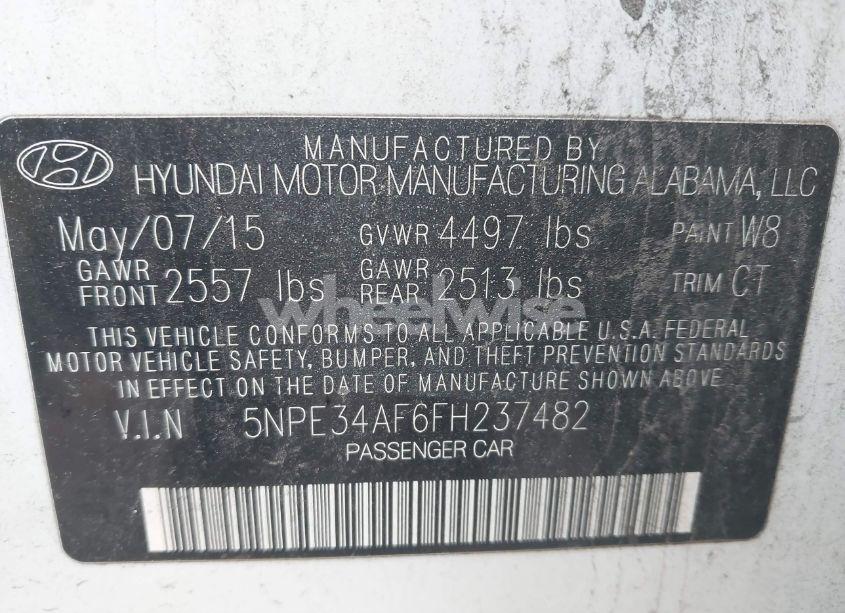 MANUFACTURED BY
HYUNDAI MOTOR MANUFACTURING ALABAMA, LLC
May/07/15 GVWR 4497 lbs PAINT W8
GAWR FRONT 2557 lbs GAWR REAR 2513 lbs TRIM CT
wheelwise
THIS VEHICLE CONFORMS TO ALL APPLICABLE U.S.A. FEDERAL
MOTOR VEHICLE SAFETY, BUMPER, AND THEFT PREVENTION STANDARDS
IN EFFECT ON THE DATE OF MANUFACTURE SHOWN ABOVE.
V.I.N 5NPE34AF6FH237482
PASSENGER CAR